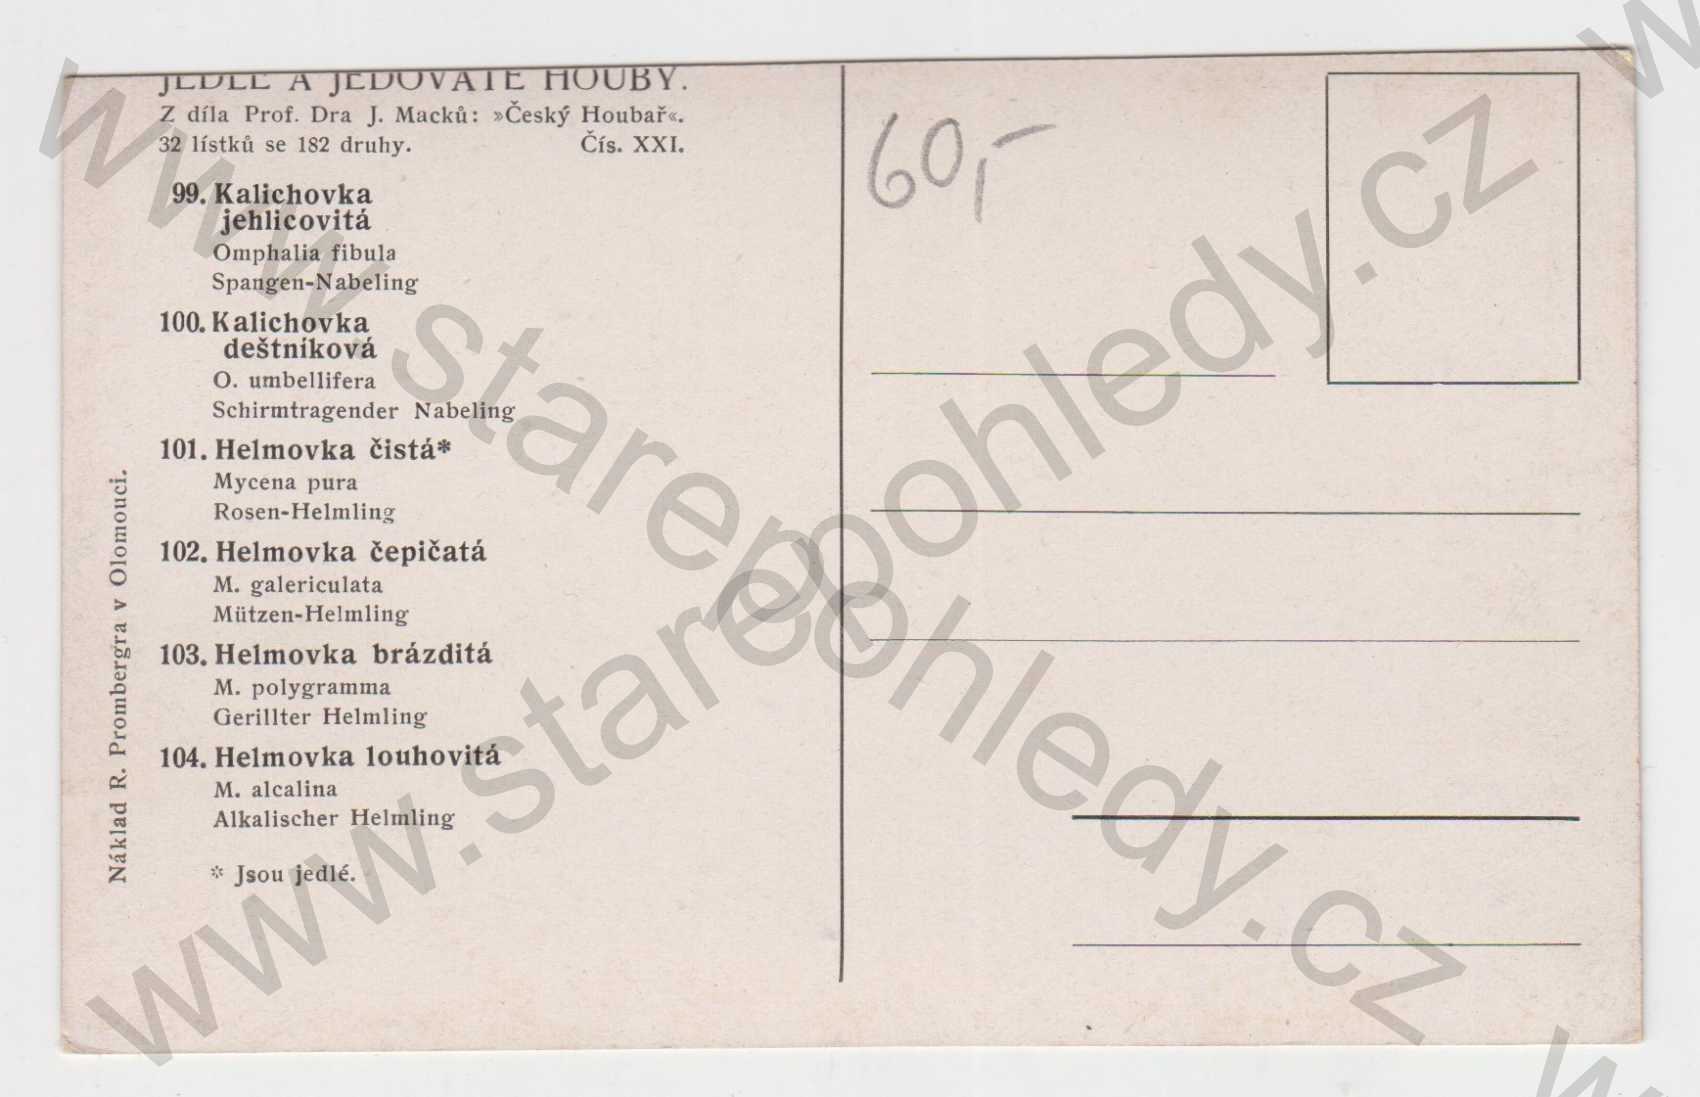 JEDLÉ A JEDOVATÉ HOUBY.
Z díla Prof. Dra J. Macků: »Český Houbař«.
32 lístků se 182 druhy. Čís. XXI.
99. Kalichovka
jehlicovitá
Omphalia fibula
Spangen-Nabeling
100. Kalichovka
deštníková
O. umbellifera
Schirmtragender Nabeling
101. Helmovka čistá*
Mycena pura
Rosen-Helmling
102. Helmovka čepičatá
M. galericulata
Mützen-Helmling
103. Helmovka brázditá
M. polygramma
Gerillter Helmling
104. Helmovka louhovitá
M. alcalina
Alkalischer Helmling
* Jsou jedlé.
Náklad R. Prombergra v Olomouci.
60,-
www.starepohledy.cz
www.starepohledy.cz